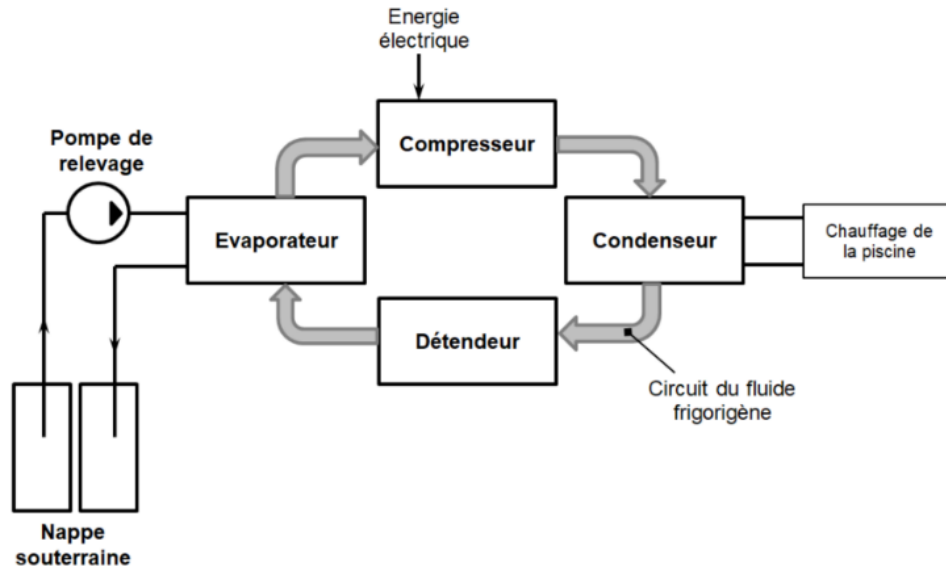 Energie
électrique
Compresseur
Pompe de
relevage
Evaporateur
Condenseur
Chauffage de
la piscine
Détendeur
Circuit du fluide
frigorigène
Nappe
souterraine